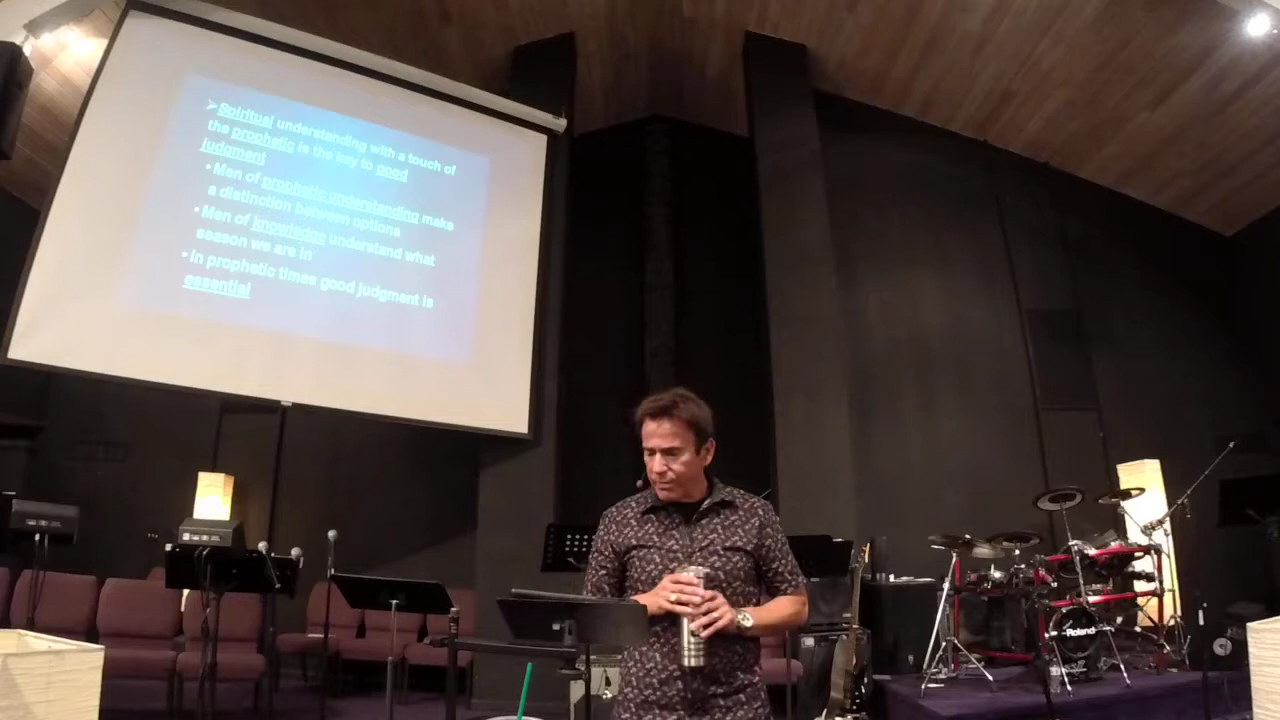 ➢Spiritual understanding with a touch of
the prophetic is the key to good
judgment
• Men of prophetic understanding make
a distinction between options
• Men of knowledge understand what
season we are in
• In prophetic times good judgment is
essential
Roland